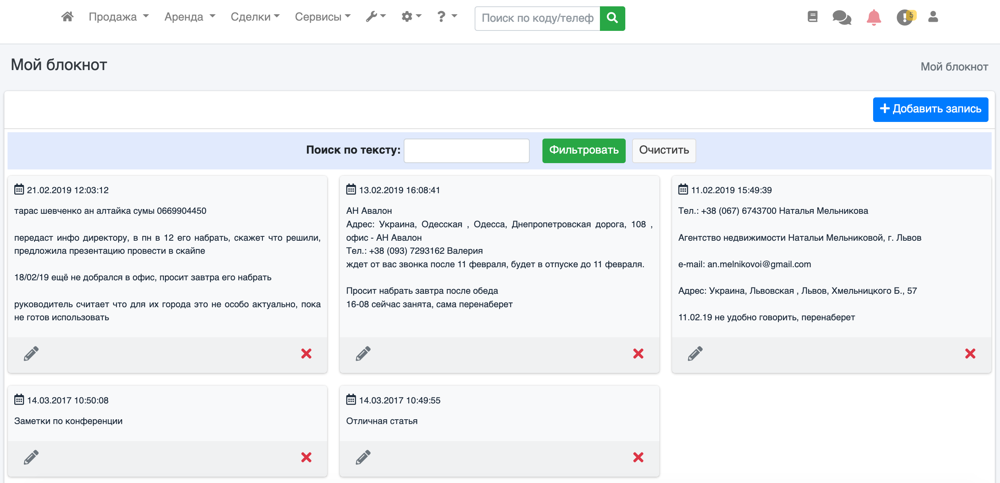 Продажа Аренда Сделки Сервисы Поиск по коду/телеф 5
Мой блокнот
Мой блокнот
Добавить запись
Поиск по тексту: Фильтровать Очистить
21.02.2019 12:03:12
тарас шевченко ан алтайка сумы 0669904450
передаст инфо директору, в пн в 12 его набрать, скажет что решили,
предложила презентацию провести в скайпе
18/02/19 ещё не добрался в офис, просит завтра его набрать
руководитель считает что для их города это не особо актуально, пока
не готов использовать
13.02.2019 16:08:41
АН Авалон
Адрес: Украина, Одесская , Одесса, Днепропетровская дорога, 108 ,
офис - АН Авалон
Тел.: +38 (093) 7293162 Валерия
ждет от вас звонка после 11 февраля, будет в отпуске до 11 февраля.
Просит набрать завтра после обеда
16-08 сейчас занята, сама перенаберет
11.02.2019 15:49:39
Тел.: +38 (067) 6743700 Наталья Мельникова
Агентство недвижимости Натальи Мельниковой, г. Львов
e-mail: an.melnikovoi@gmail.com
Адрес: Украина, Львовская , Львов, Хмельницкого Б., 57
11.02.19 не удобно говорить, перенаберет
14.03.2017 10:50:08
Заметки по конференции
14.03.2017 10:49:55
Отличная статья